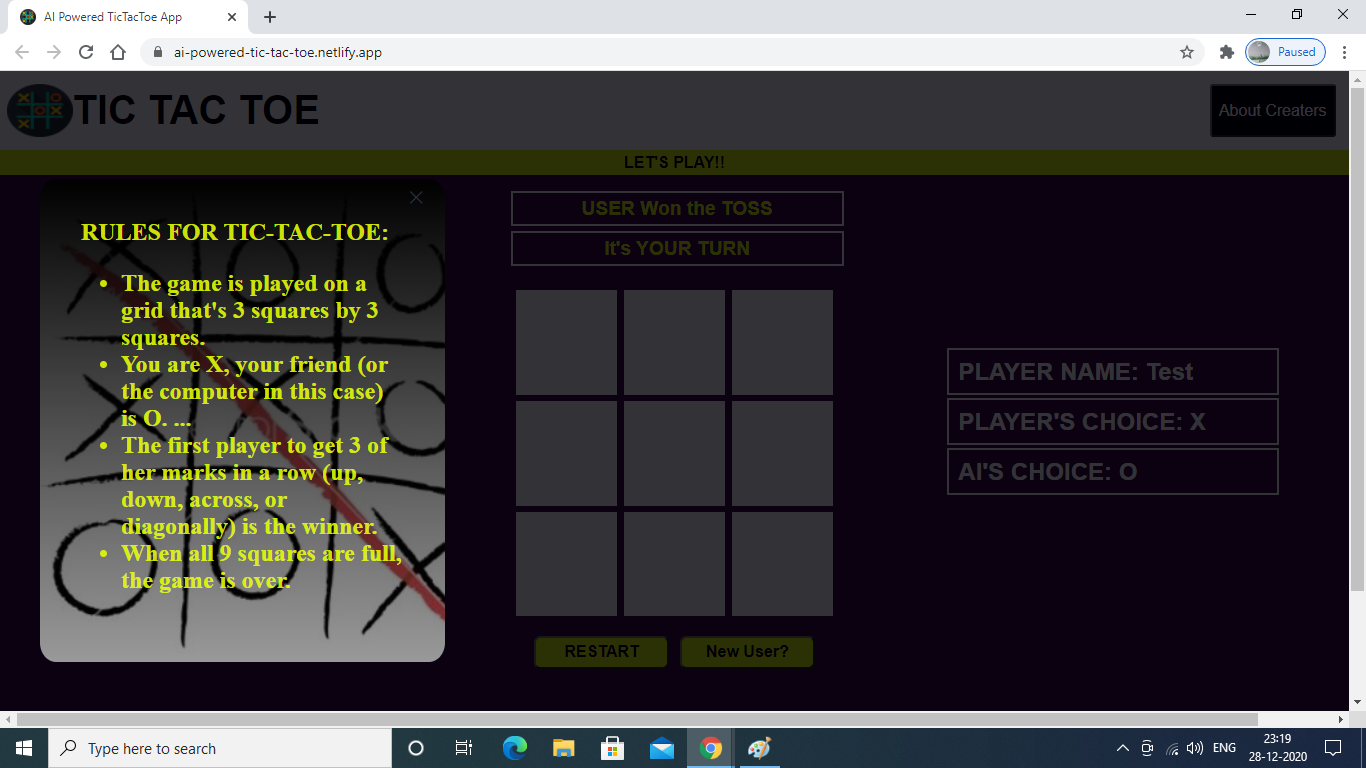 AI Powered TicTacToe App
ai-powered-tic-tac-toe.netlify.app
Paused
TIC TAC TOE
About Creaters
LET'S PLAY!!
RULES FOR TIC-TAC-TOE:
• The game is played on a
grid that's 3 squares by 3
squares.
• You are X, your friend (or
the computer in this case)
is O. ...
• The first player to get 3 of
her marks in a row (up,
down, across, or
diagonally) is the winner.
• When all 9 squares are full,
the game is over.
USER Won the TOSS
It's YOUR TURN
RESTART
New User?
PLAYER NAME: Test
PLAYER'S CHOICE: X
AI'S CHOICE: O
Type here to search
ENG
23:19
28-12-2020